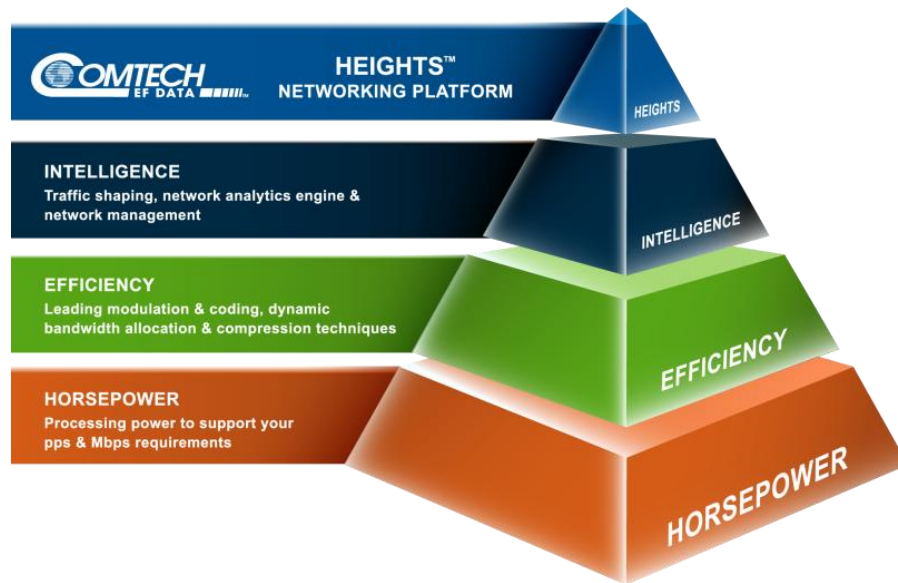 COMTECH
EF DATA
HEIGHTS™
NETWORKING PLATFORM
HEIGHTS
INTELLIGENCE
Traffic shaping, network analytics engine &
network management
INTELLIGENCE
EFFICIENCY
Leading modulation & coding, dynamic
bandwidth allocation & compression techniques
EFFICIENCY
HORSEPOWER
Processing power to support your
pps & Mbps requirements
HORSEPOWER